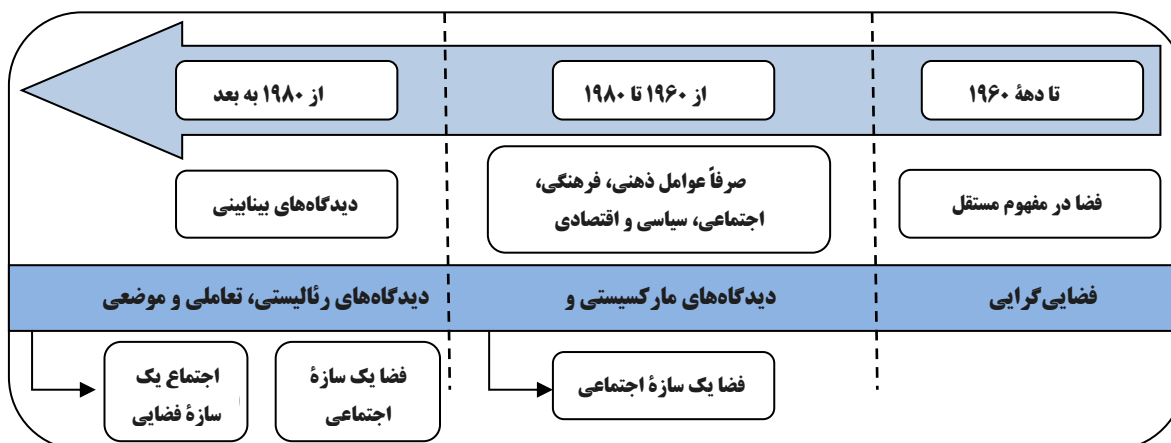 تا دههٔ ۱۹۶۰
از ۱۹۶۰ تا ۱۹۸۰
از ۱۹۸۰ به بعد
فضا در مفهوم مستقل
صرفاً عوامل ذهنی، فرهنگی،
اجتماعی، سیاسی و اقتصادی
دیدگاه‌های بینابینی
فضایی‌گرایی
دیدگاه‌های مارکسیستی و
دیدگاه‌های رئالیستی، تعاملی و موضعی
فضا یک سازهٔ اجتماعی
فضا یک سازهٔ
اجتماعی
اجتماع یک
سازهٔ فضایی